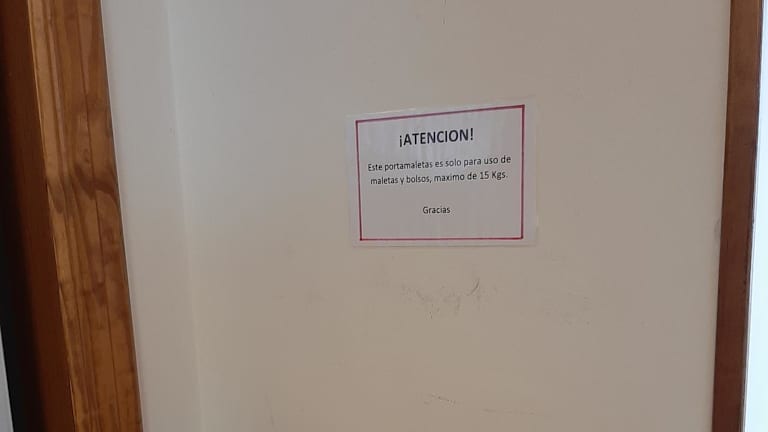 ¡ATENCION!
Este portamaletas es solo para uso de
maletas y bolsos, maximo de 15 Kgs.
Gracias